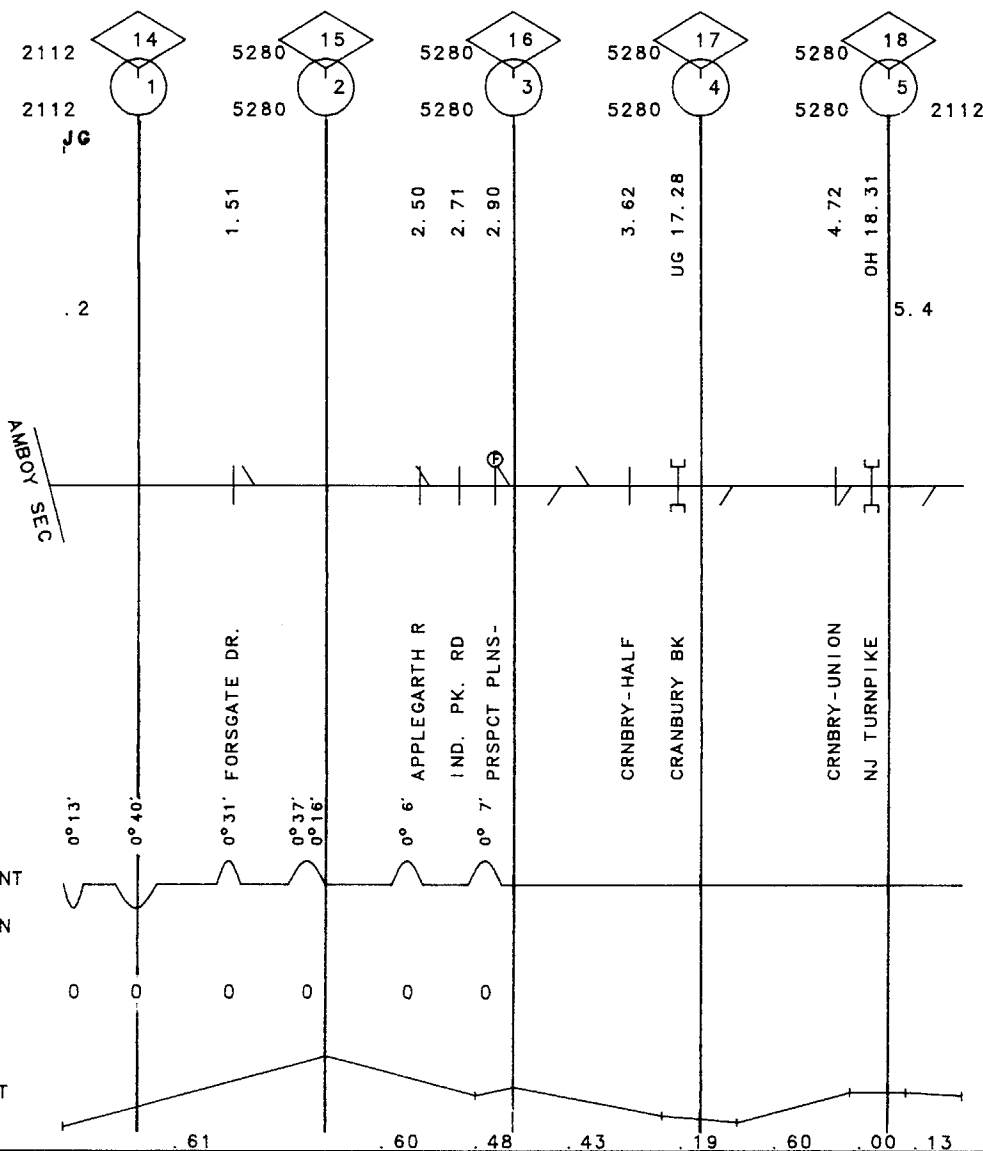 14 15 16 17 18
2112 5280 5280 5280 5280
1 2 3 4 5
2112 5280 5280 5280 5280 2112
JG
1.51 2.50 2.71 2.90 3.62 UG 17.28 4.72 OH 18.31
.2 5.4
AMBOY SEC
F
FORSGATE DR.
APPLEGARTH R
IND. PK. RD
PRSPCT PLNS-
CRNBRY-HALF
CRANBURY BK
CRNBRY-UNION
NJ TURNPIKE
0°13' 0°40' 0°31' 0°37' 0°16' 0° 6' 0° 7'
NT
N
0 0 0 0 0 0
T
.61 .60 .48 .43 .19 .60 .00 .13